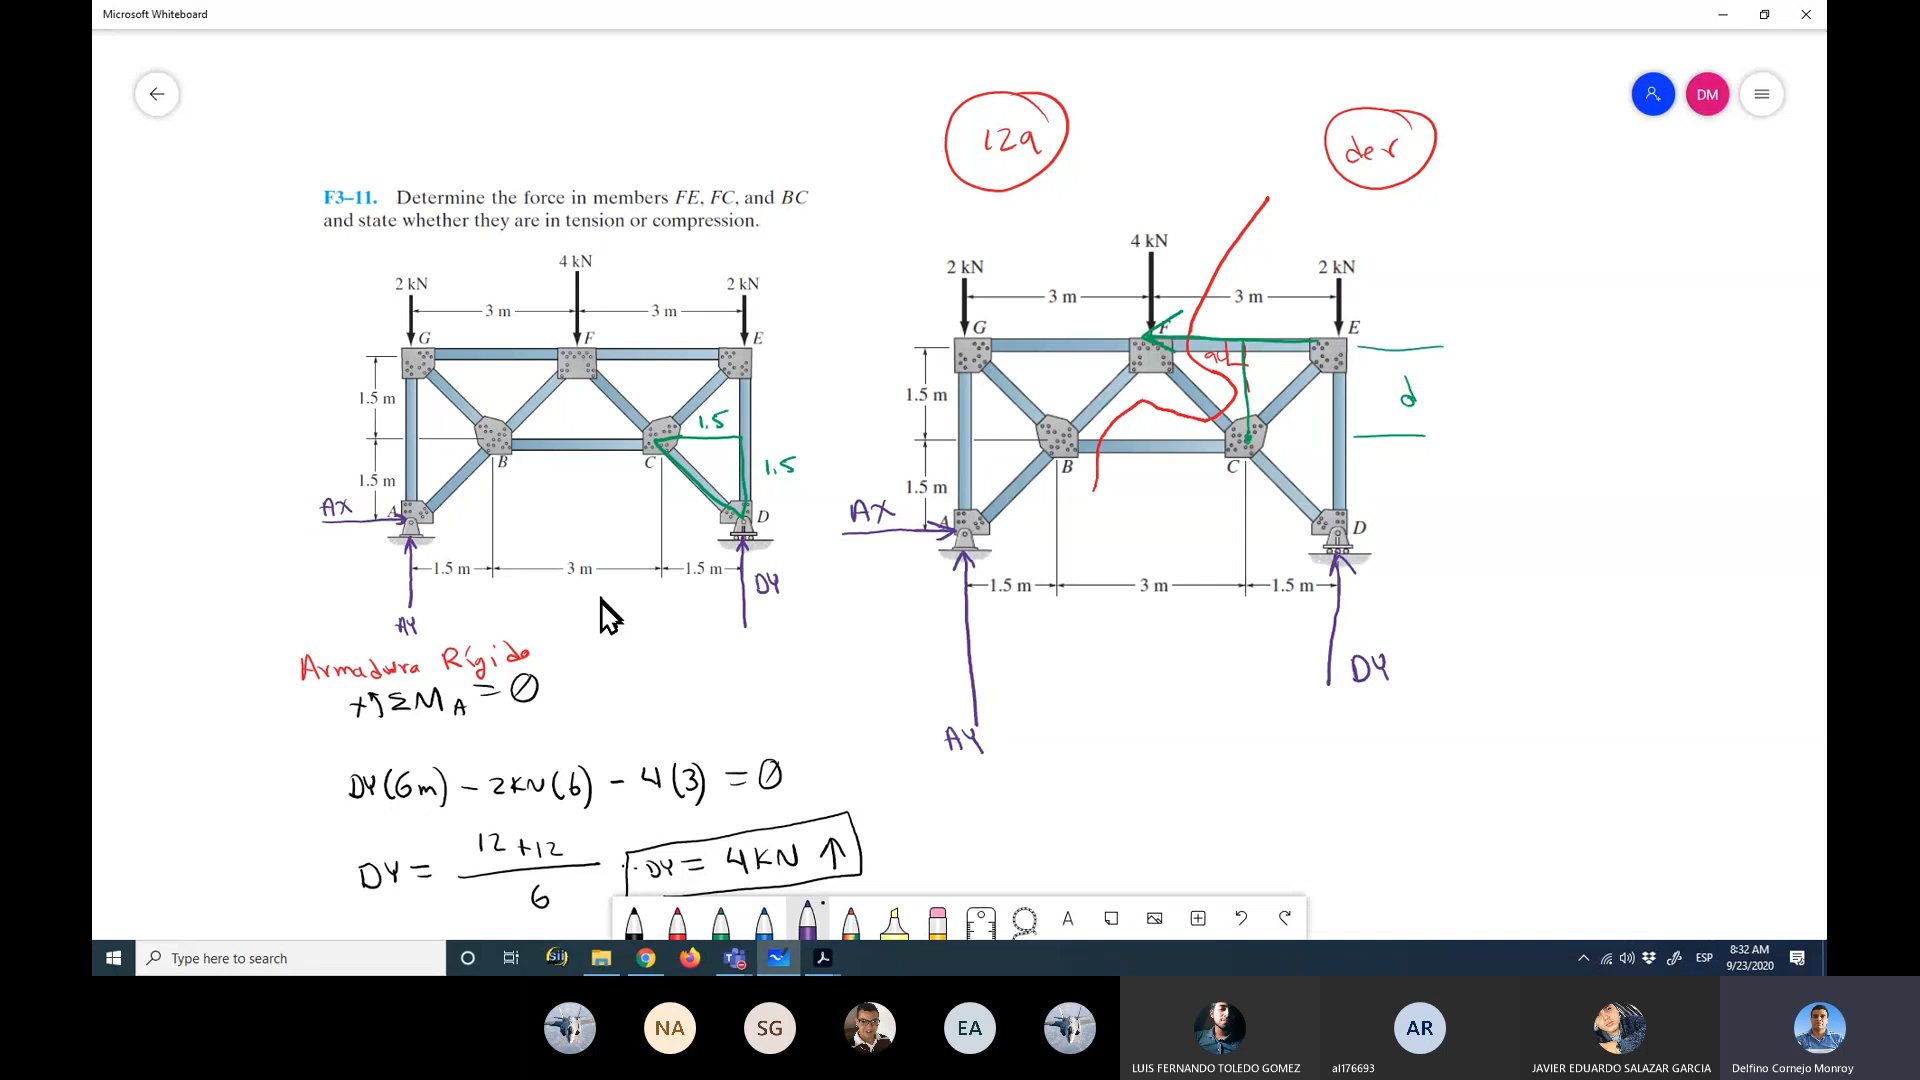 Microsoft Whiteboard
DM
izq
der
F3–11. Determine the force in members FE, FC, and BC
and state whether they are in tension or compression.
4 kN
2 kN
2 kN
3 m
3 m
G
F
E
1.5 m
1.5
B
C
1.5
1.5 m
AX
A
D
1.5 m
3 m
1.5 m
DY
AY
4 kN
2 kN
2 kN
3 m
3 m
G
F
E
1.5 m
d
B
C
1.5 m
AX
A
D
1.5 m
3 m
1.5 m
DY
AY
Armadura Rígida
+↰ΣM A = 0
DY(6m) – 2KN(6) – 4(3) = 0
DY = 12+12
6
DY = 4KN ↑
A
Type here to search
sii
ESP
8:32 AM
9/23/2020
NA
SG
EA
AR
LUIS FERNANDO TOLEDO GOMEZ
al176693
JAVIER EDUARDO SALAZAR GARCIA
Delfino Cornejo Monroy